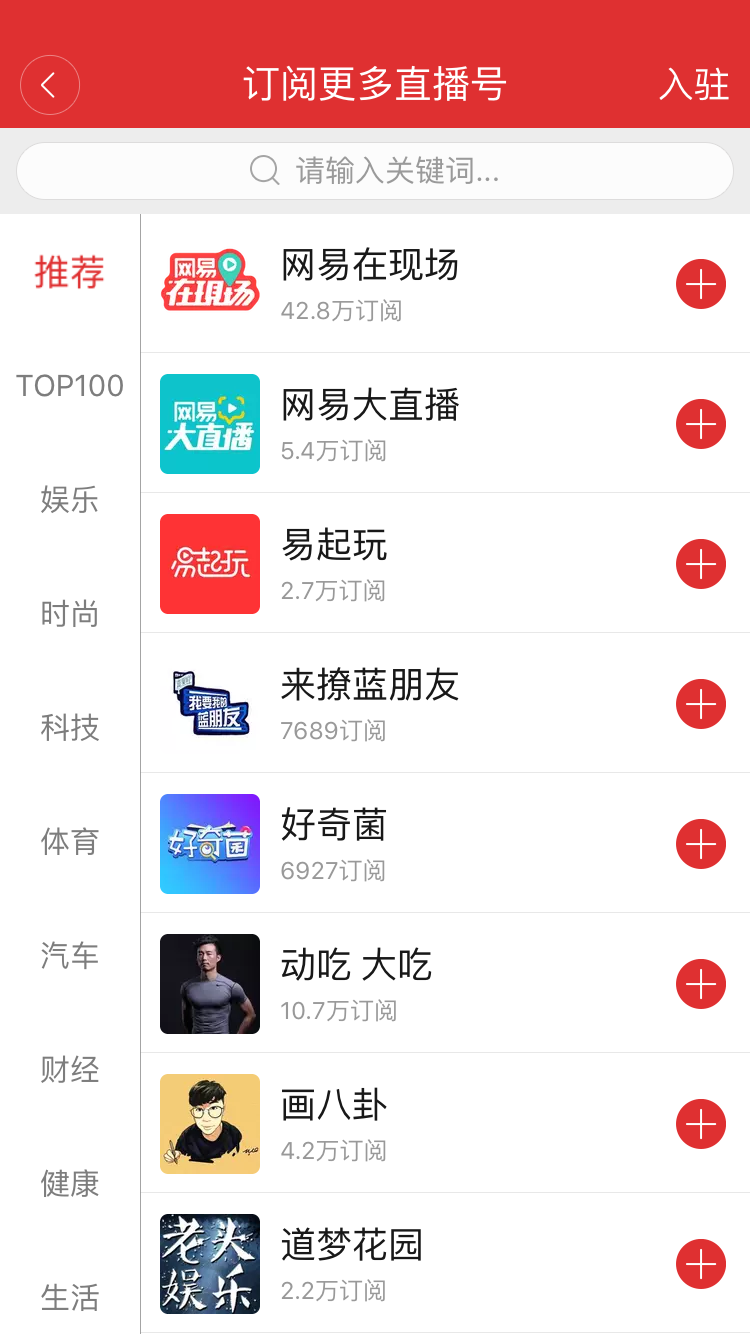 订阅更多直播号
入驻
请输入关键词...
推荐
TOP100
娱乐
时尚
科技
体育
汽车
财经
健康
生活
网易
在现场
网易在现场
42.8万订阅
网易
大直播
网易大直播
5.4万订阅
易起玩
易起玩
2.7万订阅
我要我的
蓝朋友
来撩蓝朋友
7689订阅
好奇菌
好奇菌
6927订阅
动吃 大吃
10.7万订阅
画八卦
4.2万订阅
老头
娱乐
道梦花园
2.2万订阅